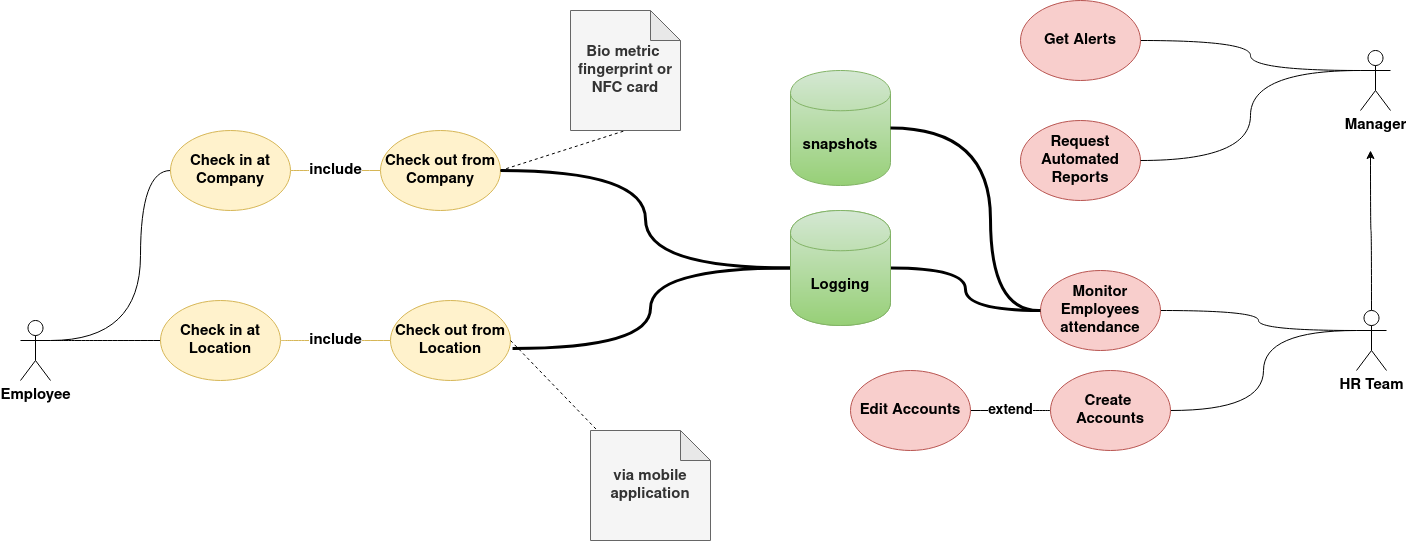 Bio metric
fingerprint or
NFC card
Get Alerts
Manager
snapshots
Request
Automated
Reports
Check in at
Company
include
Check out from
Company
Logging
Monitor
Employees
attendance
Check in at
Location
include
Check out from
Location
Employee
HR Team
Edit Accounts
extend
Create
Accounts
via mobile
application